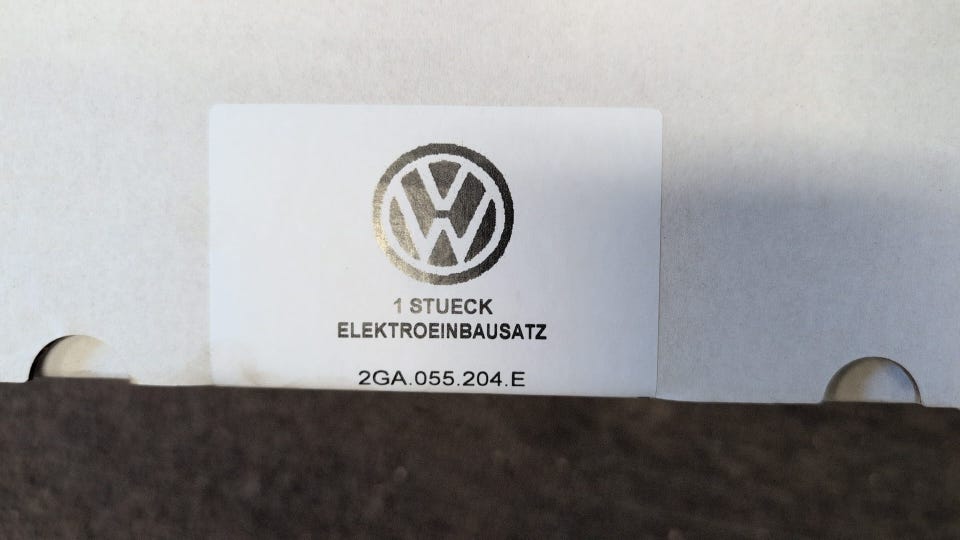 1 STUECK
ELEKTROEINBAUSATZ
2GA.055.204.E